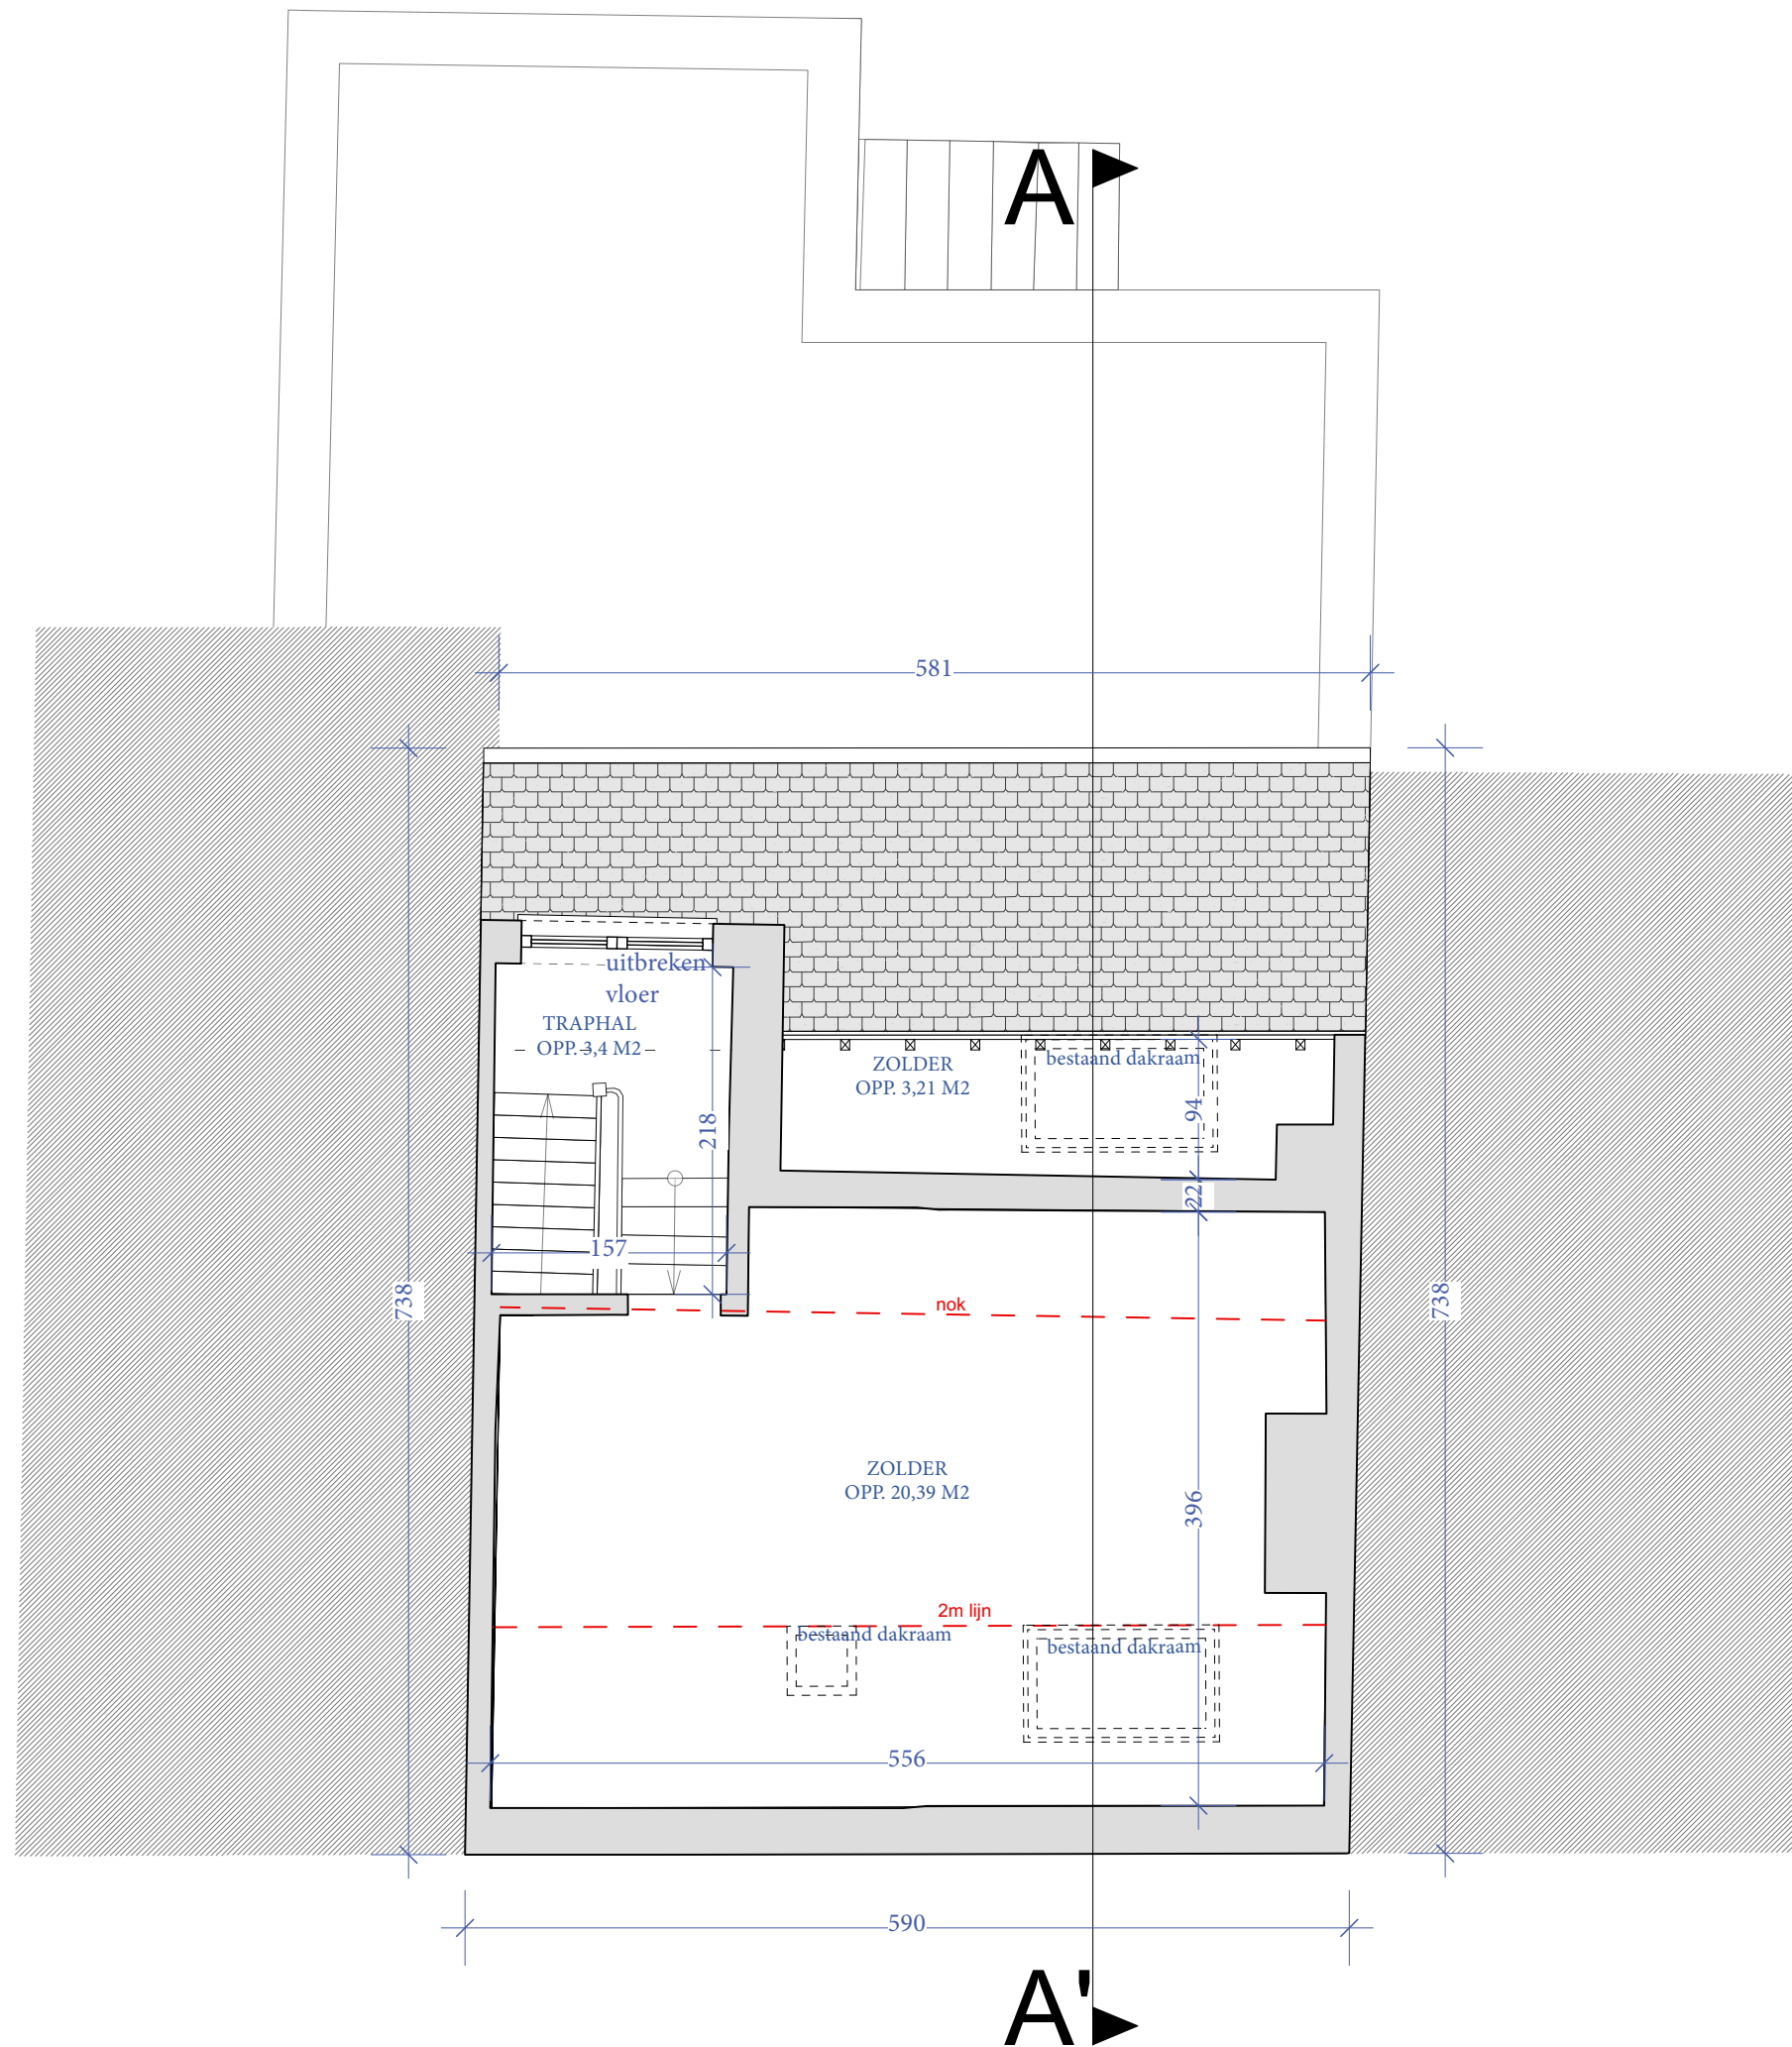 A
581
uitbreken
vloer
TRAPHAL
OPP. 3,4 M2
ZOLDER
OPP. 3,21 M2
bestaand dakraam
94
218
22
157
738
nok
738
ZOLDER
OPP. 20,39 M2
396
2m lijn
bestaand dakraam
bestaand dakraam
556
590
A'